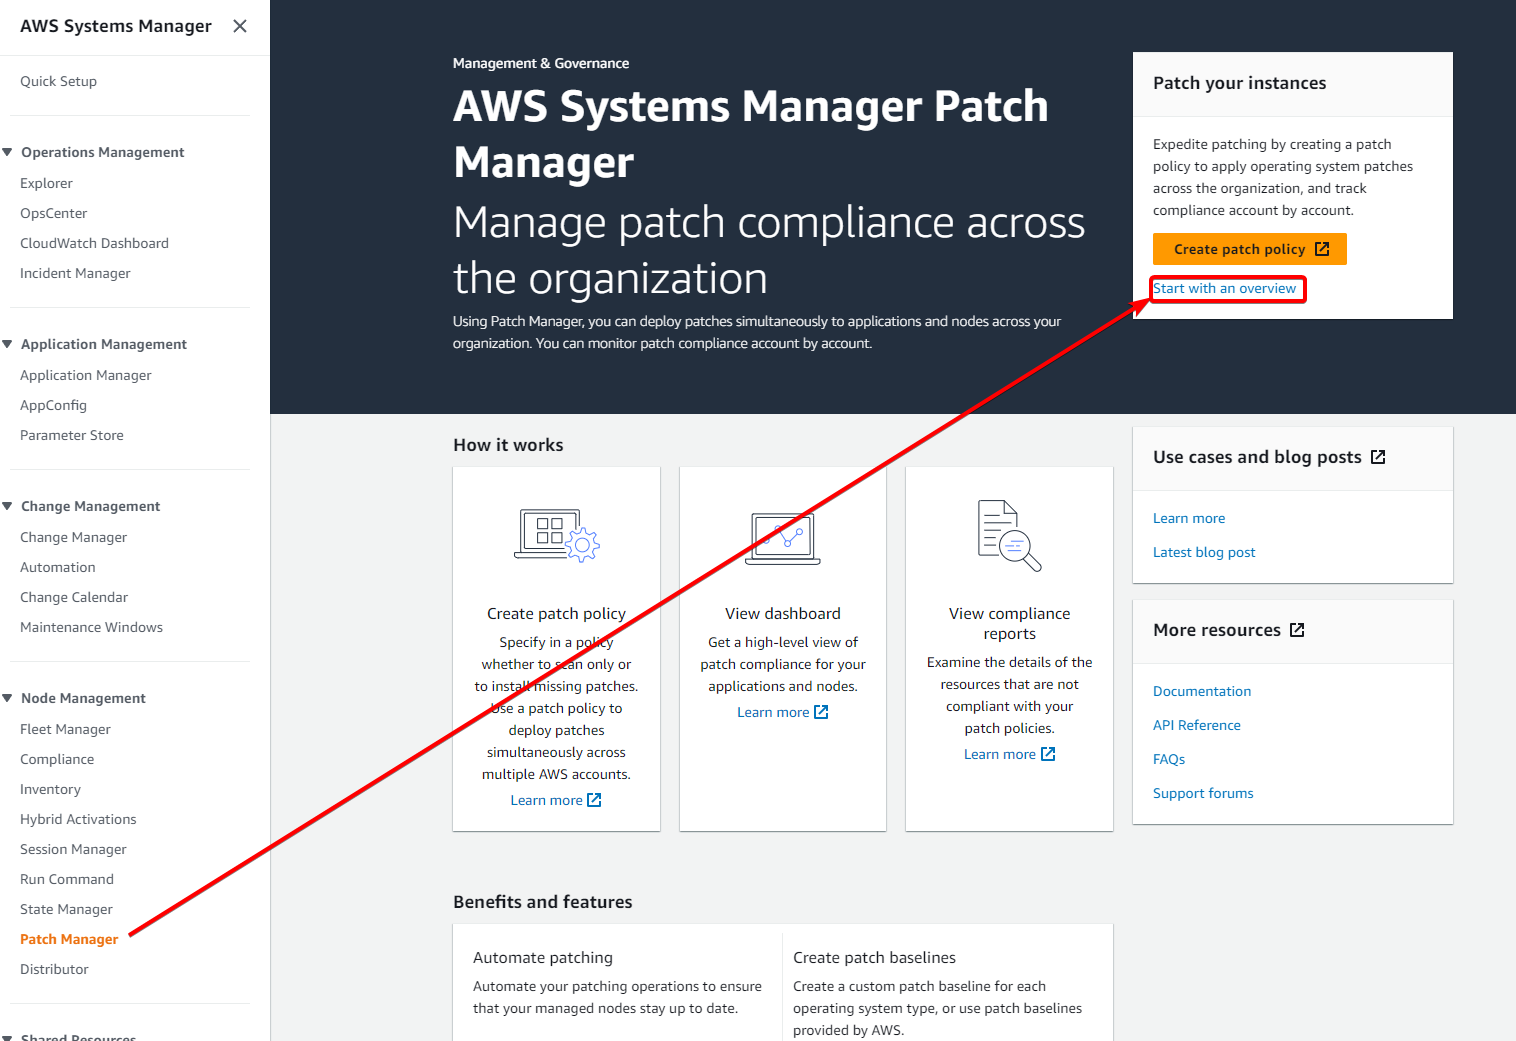 AWS Systems Manager
Quick Setup
Operations Management
Explorer
OpsCenter
CloudWatch Dashboard
Incident Manager
Application Management
Application Manager
AppConfig
Parameter Store
Change Management
Change Manager
Automation
Change Calendar
Maintenance Windows
Node Management
Fleet Manager
Compliance
Inventory
Hybrid Activations
Session Manager
Run Command
State Manager
Patch Manager
Distributor
Shared Resources
Management & Governance
AWS Systems Manager Patch
Manager
Manage patch compliance across
the organization
Using Patch Manager, you can deploy patches simultaneously to applications and nodes across your
organization. You can monitor patch compliance account by account.
Patch your instances
Expedite patching by creating a patch
policy to apply operating system patches
across the organization, and track
compliance account by account.
Create patch policy
Start with an overview
How it works
Create patch policy
Specify in a policy
whether to scan only or
to install missing patches.
Use a patch policy to
deploy patches
simultaneously across
multiple AWS accounts.
Learn more
View dashboard
Get a high-level view of
patch compliance for your
applications and nodes.
Learn more
View compliance
reports
Examine the details of the
resources that are not
compliant with your
patch policies.
Learn more
Use cases and blog posts
Learn more
Latest blog post
More resources
Documentation
API Reference
FAQs
Support forums
Benefits and features
Automate patching
Automate your patching operations to ensure
that your managed nodes stay up to date.
Create patch baselines
Create a custom patch baseline for each
operating system type, or use patch baselines
provided by AWS.